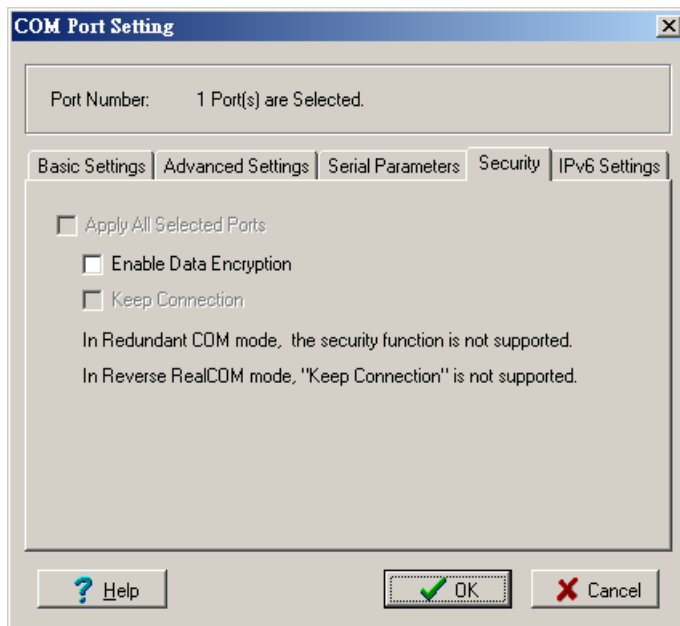 COM Port Setting
Port Number: 1 Port(s) are Selected.
Basic Settings Advanced Settings Serial Parameters Security IPv6 Settings
Apply All Selected Ports
Enable Data Encryption
Keep Connection
In Redundant COM mode, the security function is not supported.
In Reverse RealCOM mode, "Keep Connection" is not supported.
? Help OK Cancel